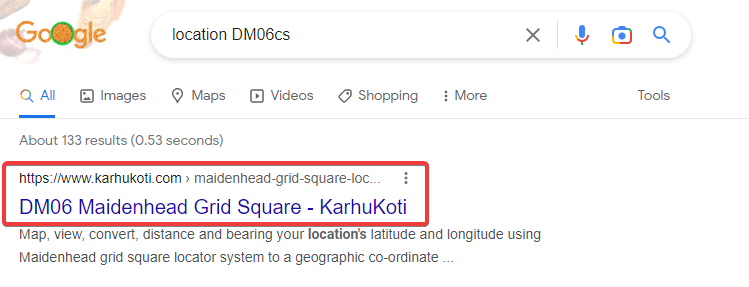 Google
location DM06cs
All Images Maps Videos Shopping More Tools
About 133 results (0.53 seconds)
https://www.karhukoti.com › maidenhead-grid-square-loc...
DM06 Maidenhead Grid Square - KarhuKoti
Map, view, convert, distance and bearing your location's latitude and longitude using
Maidenhead grid square locator system to a geographic co-ordinate ...